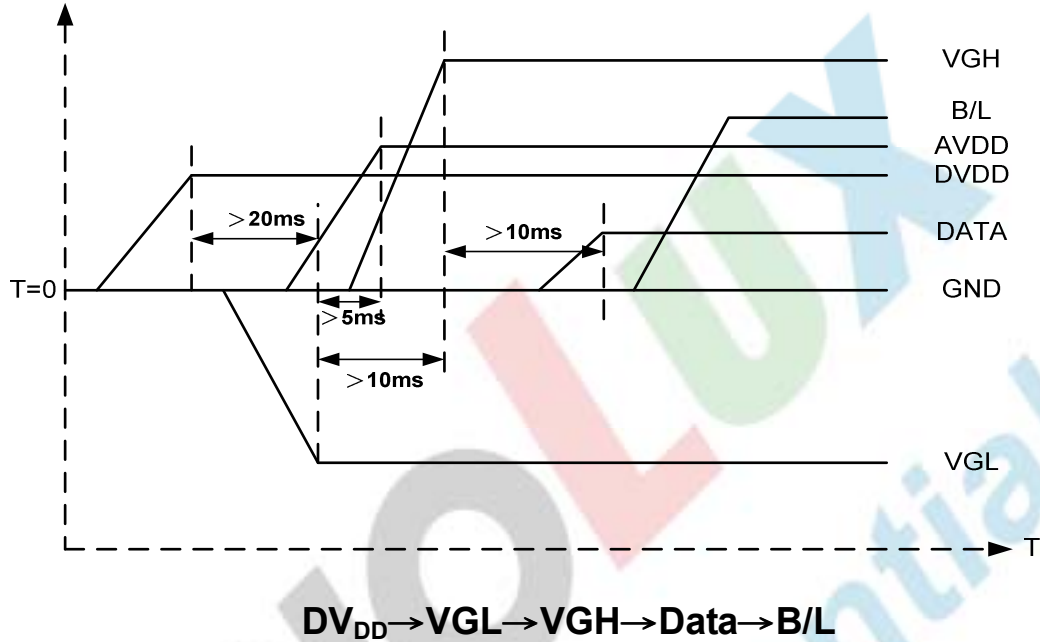 VGH
B/L
AVDD
DVDD
>20ms
>10ms
DATA
T=0
GND
>5ms
>10ms
VGL
T
DVDD→VGL→VGH→Data→B/L